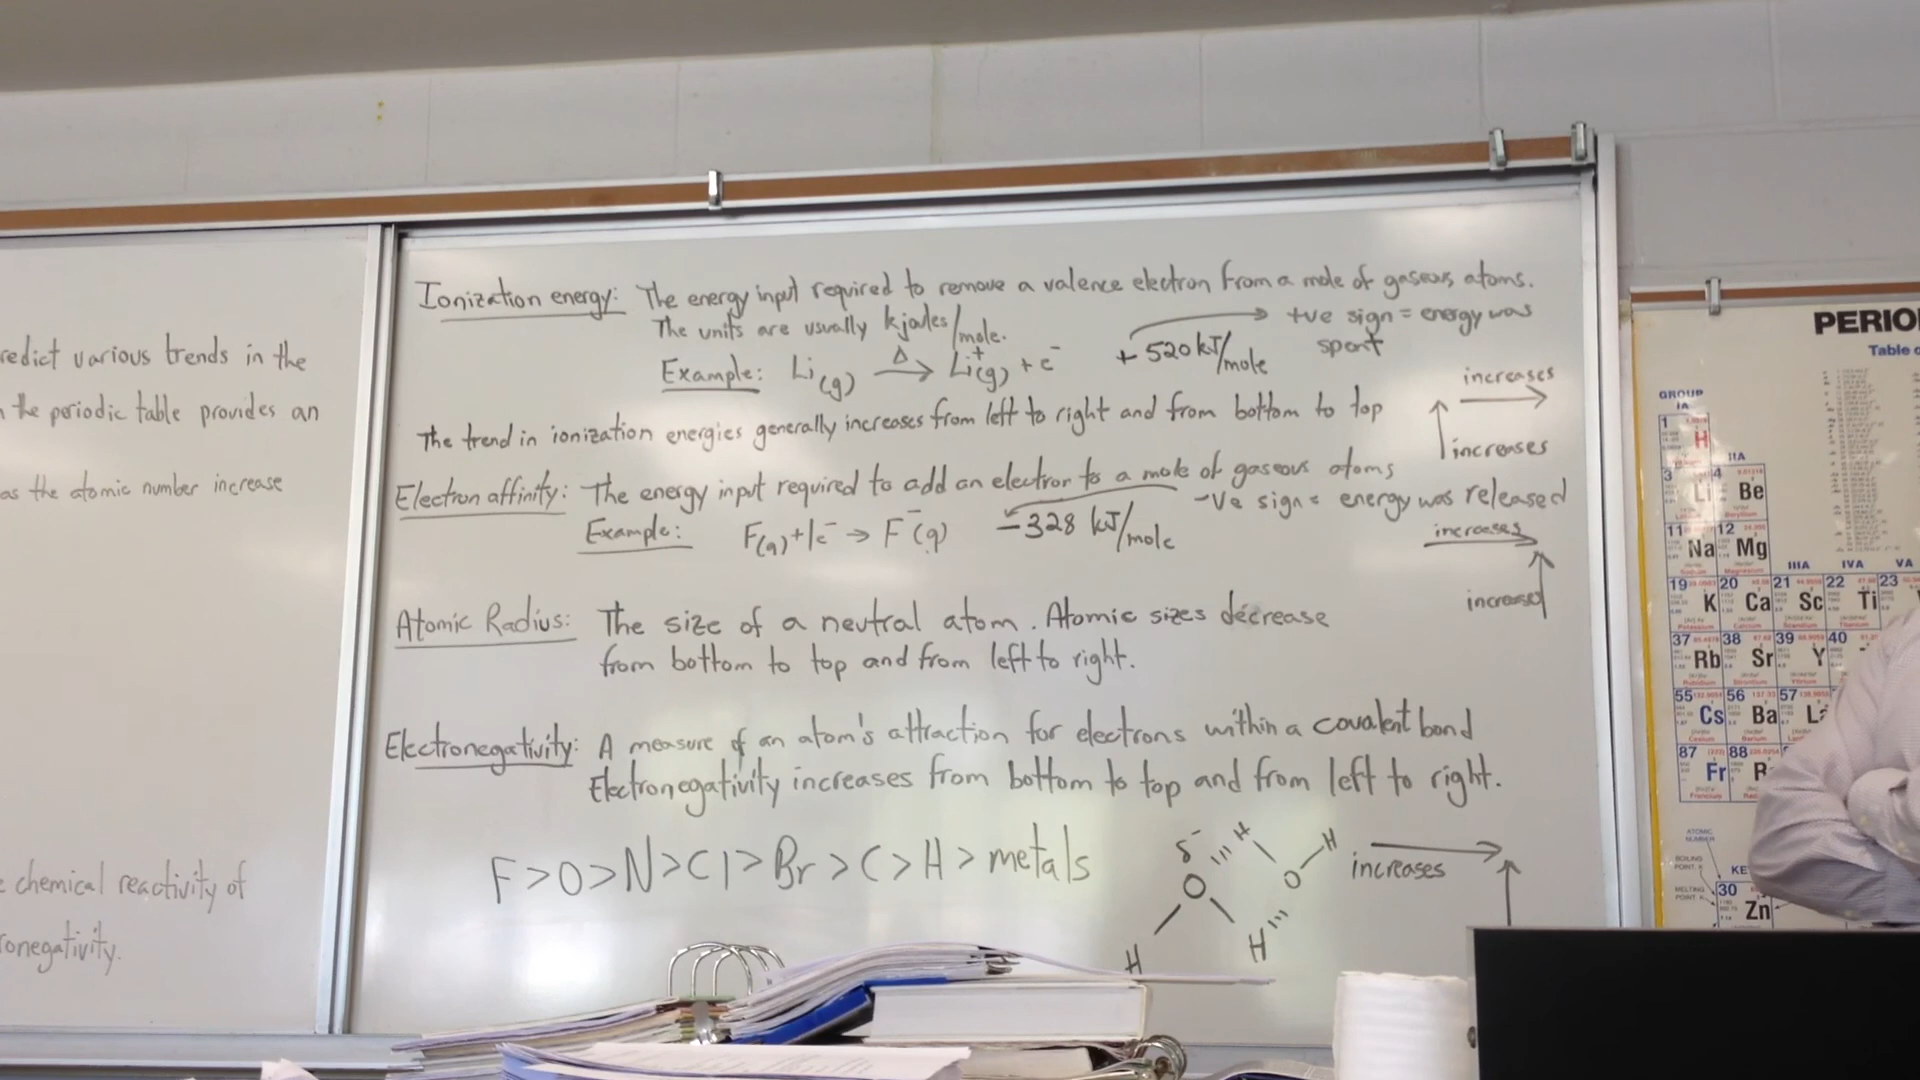 redict various trends in the
the periodic table provides an
as the atomic number increase
chemical reactivity of
ronegativity.
Ionization energy: The energy input required to remove a valence electron from a mole of gaseous atoms.
The units are usually kjoules/mole.
+ve sign = energy was
spent
Example: Li(g) Δ→ Li⁺(g) + e⁻ + 520 kJ/mole
The trend in ionization energies generally increases from left to right and from bottom to top
increases
increases
Electron affinity: The energy input required to add an electron to a mole of gaseous atoms
-ve sign = energy was released
Example: F(g) + 1e⁻ → F⁻(g) -328 kJ/mole
increases
increases
Atomic Radius: The size of a neutral atom. Atomic sizes decrease
from bottom to top and from left to right.
Electronegativity: A measure of an atom's attraction for electrons within a covalent bond
Electronegativity increases from bottom to top and from left to right.
F > O > N > Cl > Br > C > H > metals
δ⁻ H H
O O
H H
increases
PERIO
Table
GROUP
IA
1 H
IIA
3 Li 4 Be
11 Na 12 Mg
IIIA IVA VA
19 K 20 Ca 21 Sc 22 Ti 23
37 Rb 38 Sr 39 Y 40
55 Cs 56 Ba 57 La
87 Fr 88 R
ATOMIC NUMBER
BOILING POINT
MELTING POINT
KE
30 Zn